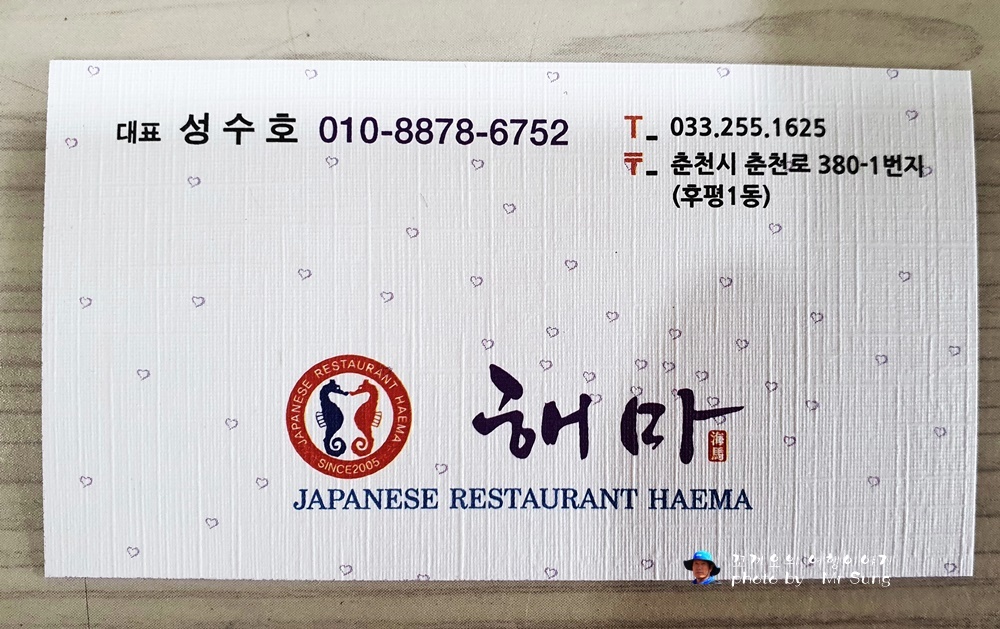 대표 성수호 010-8878-6752
T_ 033.255.1625
〒_ 춘천시 춘천로 380-1번지
(후평1동)
JAPANESE RESTAURANT HAEMA
SINCE2005
해마
海馬
JAPANESE RESTAURANT HAEMA
photo by Mr Sung